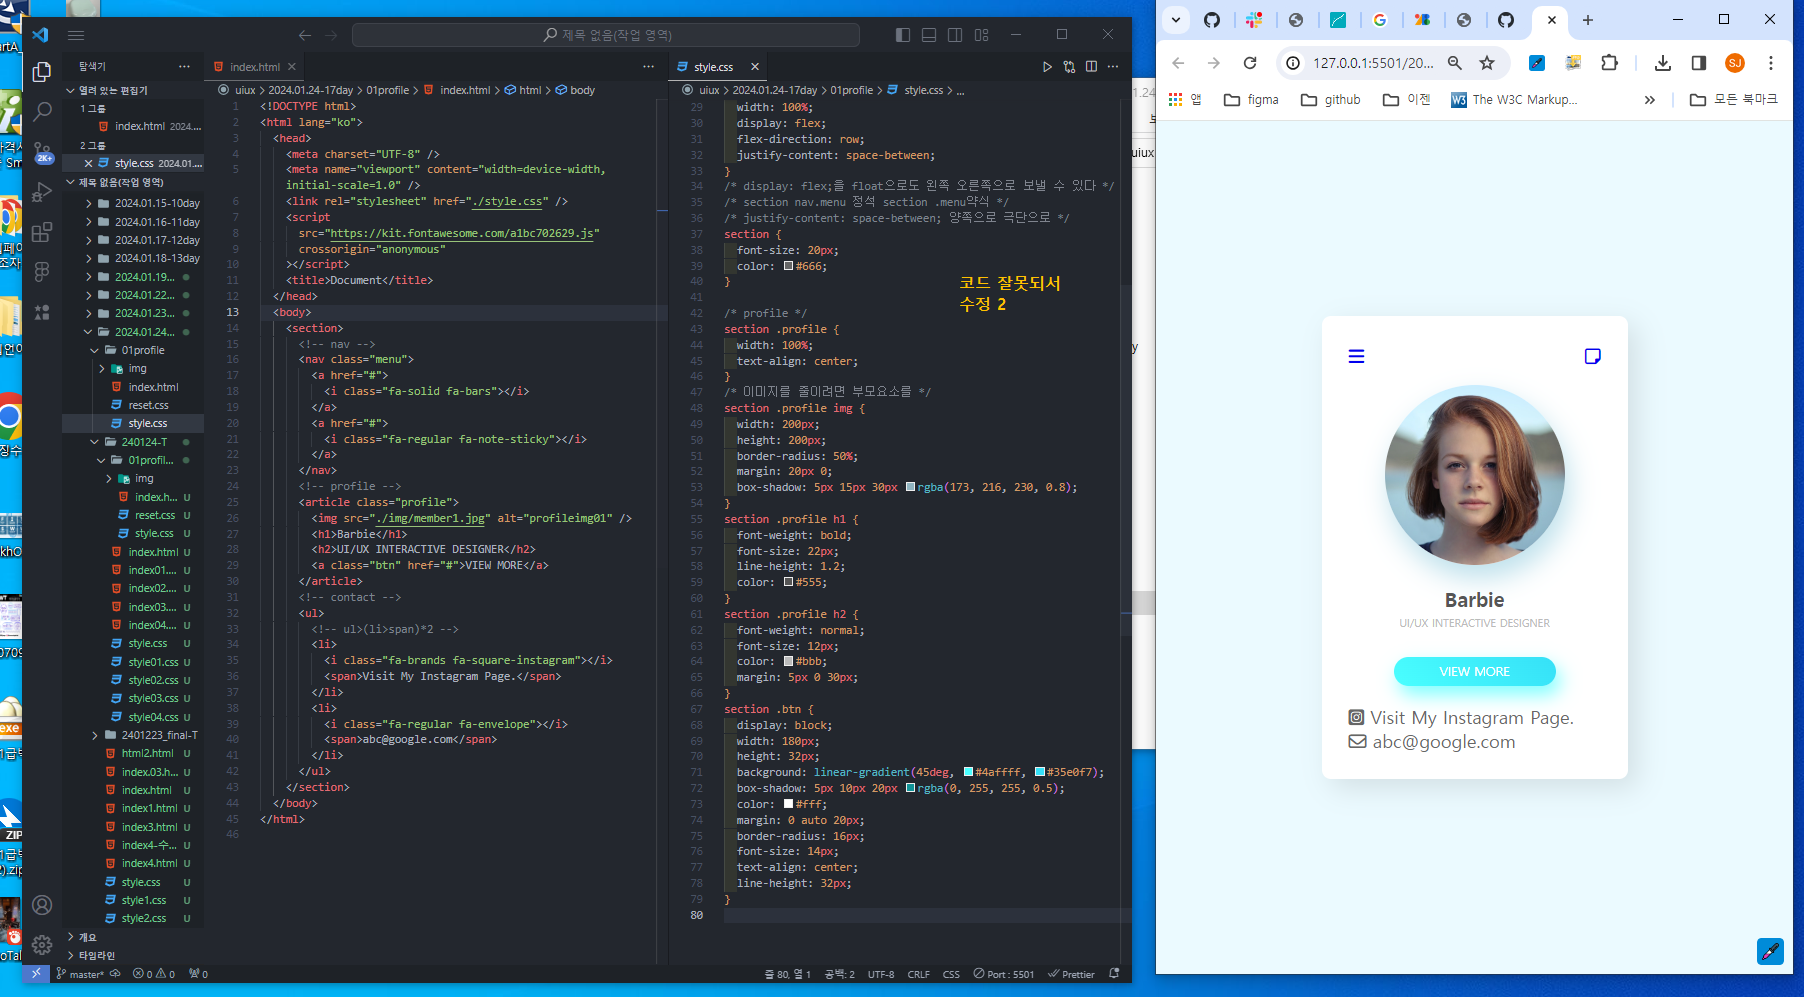 제목 없음(작업 영역)
탐색기
열려 있는 편집기
1 그룹
index.html 2024....
2 그룹
style.css 2024.01....
제목 없음(작업 영역)
2024.01.15-10day
2024.01.16-11day
2024.01.17-12day
2024.01.18-13day
2024.01.19...
2024.01.22...
2024.01.23...
2024.01.24...
01profile
img
index.html
reset.css
style.css
240124-T
01profil...
img
index.h... U
reset.css U
style.css U
index.html U
index01.... U
index02.... U
index03.... U
index04.... U
style.css U
style01.css U
style02.css U
style03.css U
style04.css U
2401223_final-T
html2.html U
index.03.h... U
index.html U
index1.html U
index3.html U
index4-수... U
index4.html U
style.css U
style1.css U
style2.css U
개요
타임라인
2K+
index.html
uiux > 2024.01.24-17day > 01profile > index.html > html > body
1 <!DOCTYPE html>
2 <html lang="ko">
3 <head>
4 <meta charset="UTF-8" />
5 <meta name="viewport" content="width=device-width,
initial-scale=1.0" />
6 <link rel="stylesheet" href="./style.css" />
7 <script
8 src="https://kit.fontawesome.com/a1bc702629.js"
9 crossorigin="anonymous"
10 ></script>
11 <title>Document</title>
12 </head>
13 <body>
14 <section>
15 <!-- nav -->
16 <nav class="menu">
17 <a href="#">
18 <i class="fa-solid fa-bars"></i>
19 </a>
20 <a href="#">
21 <i class="fa-regular fa-note-sticky"></i>
22 </a>
23 </nav>
24 <!-- profile -->
25 <article class="profile">
26 <img src="./img/member1.jpg" alt="profileimg01" />
27 <h1>Barbie</h1>
28 <h2>UI/UX INTERACTIVE DESIGNER</h2>
29 <a class="btn" href="#">VIEW MORE</a>
30 </article>
31 <!-- contact -->
32 <ul>
33 <!-- ul>(li>span)*2 -->
34 <li>
35 <i class="fa-brands fa-square-instagram"></i>
36 <span>Visit My Instagram Page.</span>
37 </li>
38 <li>
39 <i class="fa-regular fa-envelope"></i>
40 <span>abc@google.com</span>
41 </li>
42 </ul>
43 </section>
44 </body>
45 </html>
46
style.css
uiux > 2024.01.24-17day > 01profile > style.css > ...
29 width: 100%;
30 display: flex;
31 flex-direction: row;
32 justify-content: space-between;
33 }
34 /* display: flex;을 float으로도 왼쪽 오른쪽으로 보낼 수 있다 */
35 /* section nav.menu 정석 section .menu약식 */
36 /* justify-content: space-between; 양쪽으로 극단으로 */
37 section {
38 font-size: 20px;
39 color: #666;
40 }
41
42 /* profile */
43 section .profile {
44 width: 100%;
45 text-align: center;
46 }
47 /* 이미지를 줄이려면 부모요소를 */
48 section .profile img {
49 width: 200px;
50 height: 200px;
51 border-radius: 50%;
52 margin: 20px 0;
53 box-shadow: 5px 15px 30px rgba(173, 216, 230, 0.8);
54 }
55 section .profile h1 {
56 font-weight: bold;
57 font-size: 22px;
58 line-height: 1.2;
59 color: #555;
60 }
61 section .profile h2 {
62 font-weight: normal;
63 font-size: 12px;
64 color: #bbb;
65 margin: 5px 0 30px;
66 }
67 section .btn {
68 display: block;
69 width: 180px;
70 height: 32px;
71 background: linear-gradient(45deg, #4affff, #35e0f7);
72 box-shadow: 5px 10px 20px rgba(0, 255, 255, 0.5);
73 color: #fff;
74 margin: 0 auto 20px;
75 border-radius: 16px;
76 font-size: 14px;
77 text-align: center;
78 line-height: 32px;
79 }
80
코드 잘못되서
수정 2
master*
0 0
0
줄 80, 열 1
공백: 2
UTF-8
CRLF
CSS
Port : 5501
Prettier
127.0.0.1:5501/20...
SJ
앱
figma
github
이젠
W3
The W3C Markup...
모든 북마크
Barbie
UI/UX INTERACTIVE DESIGNER
VIEW MORE
Visit My Instagram Page.
abc@google.com
uiux
ZIP
exe